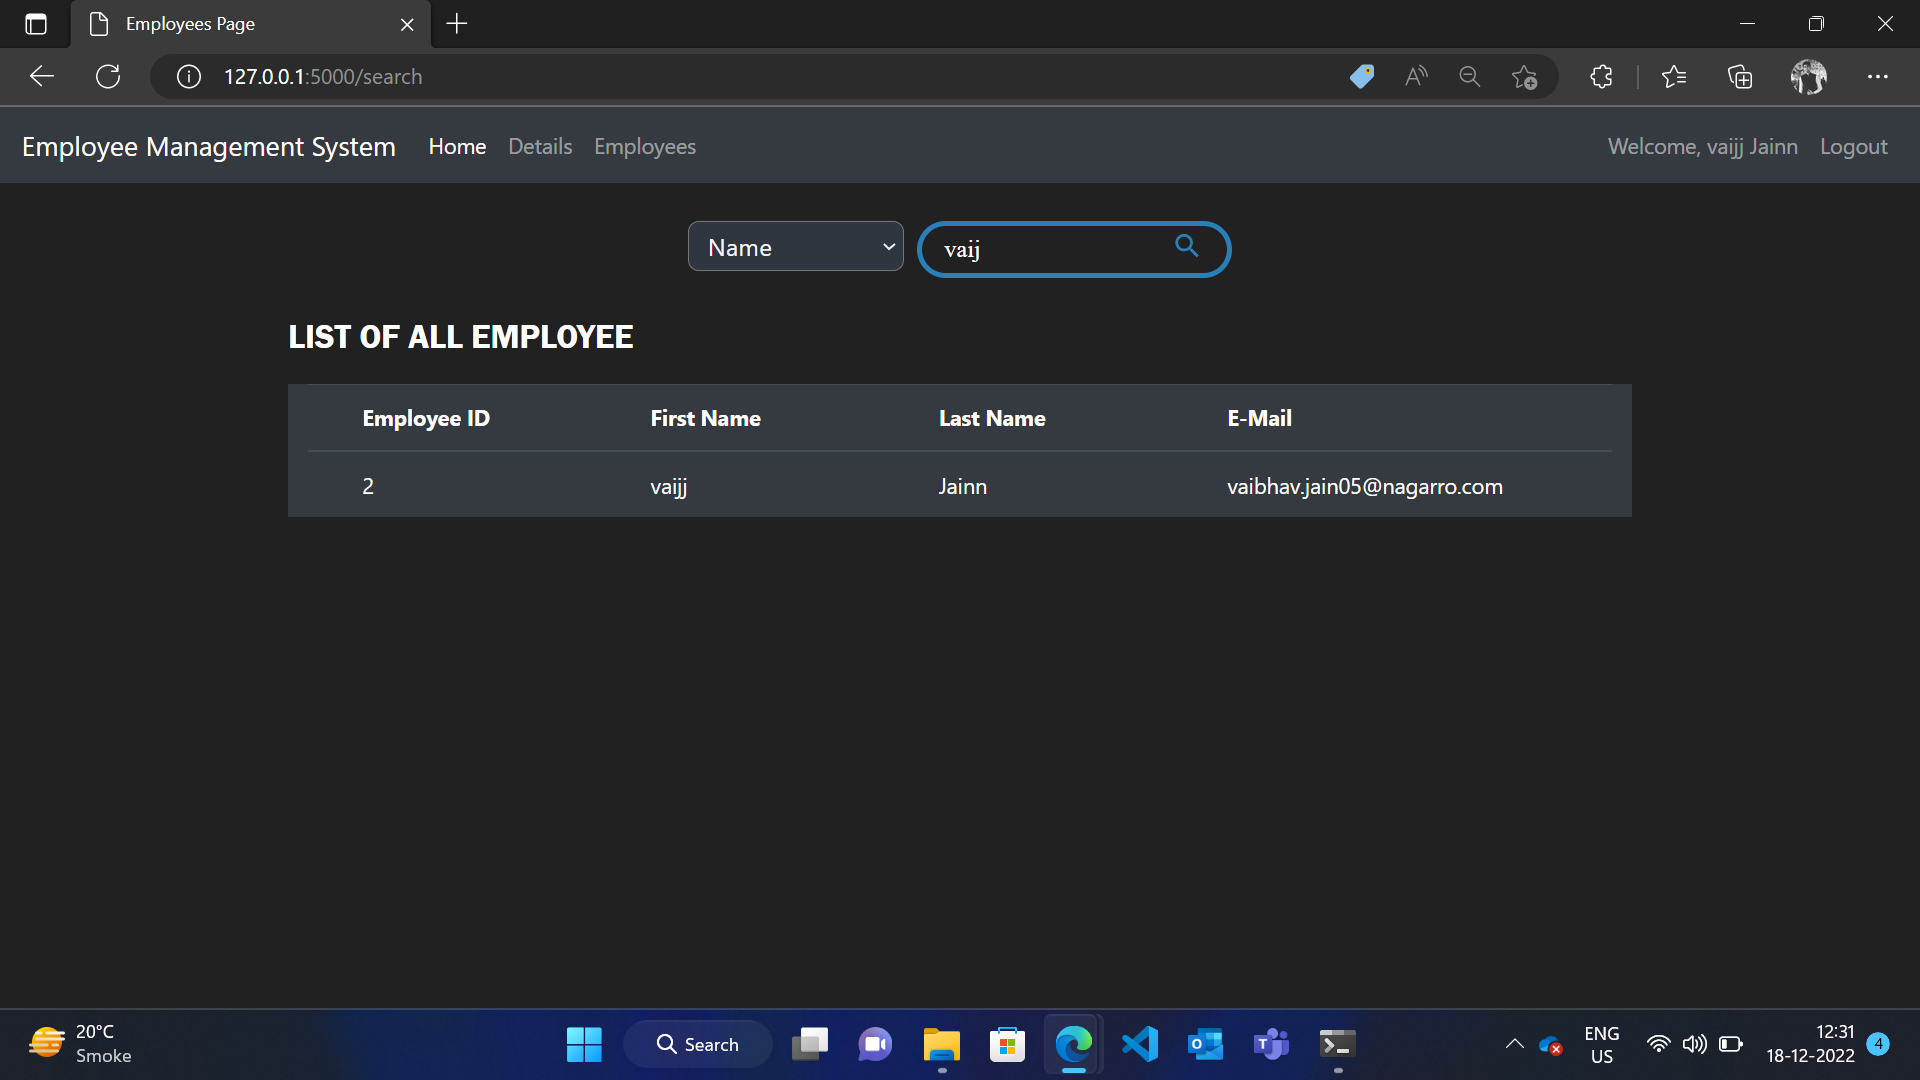 Employees Page
127.0.0.1:5000/search
Employee Management System Home Details Employees Welcome, vaijj Jainn Logout
Name vaij
LIST OF ALL EMPLOYEE
Employee ID First Name Last Name E-Mail
2 vaijj Jainn vaibhav.jain05@nagarro.com
20°C
Smoke
Search
ENG
US
12:31
18-12-2022
4